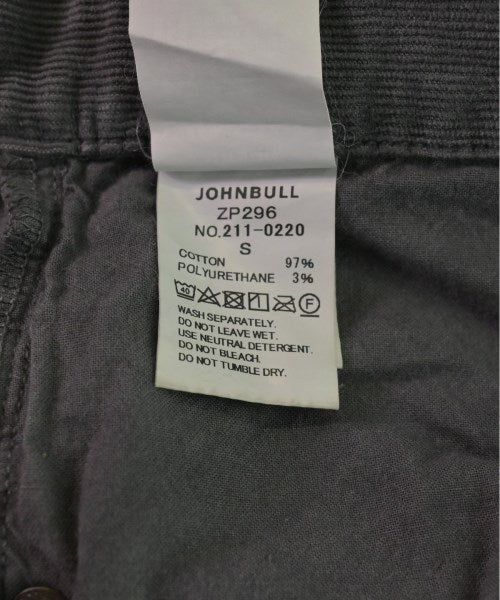 JOHNBULL
ZP296
NO.211-0220
S
COTTON 97%
POLYURETHANE 3%
40 F
WASH SEPARATELY.
DO NOT LEAVE WET.
USE NEUTRAL DETERGENT.
DO NOT BLEACH.
DO NOT TUMBLE DRY.